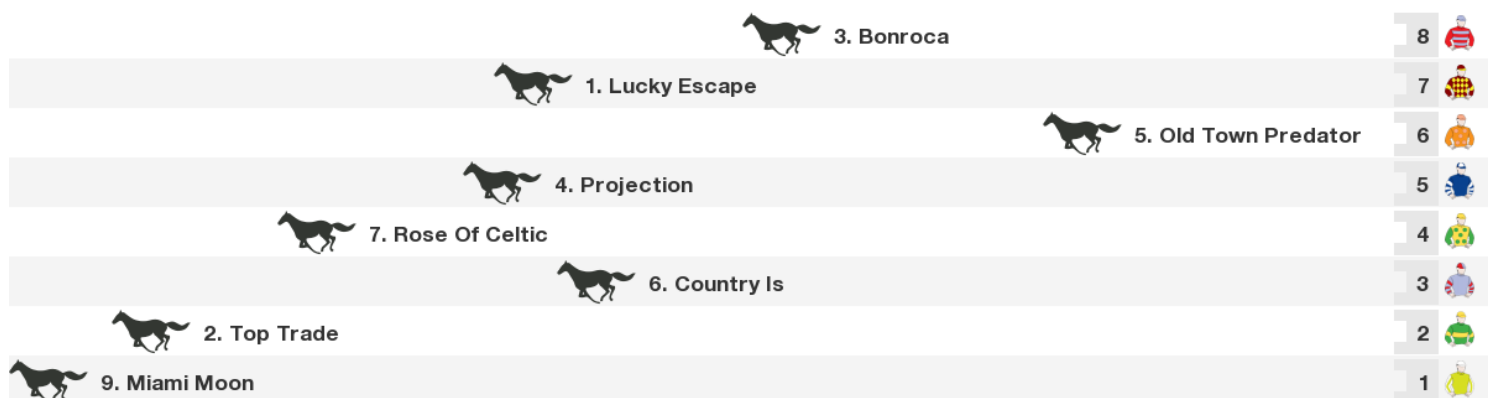 3. Bonroca 8
1. Lucky Escape 7
5. Old Town Predator 6
4. Projection 5
7. Rose Of Celtic 4
6. Country Is 3
2. Top Trade 2
9. Miami Moon 1